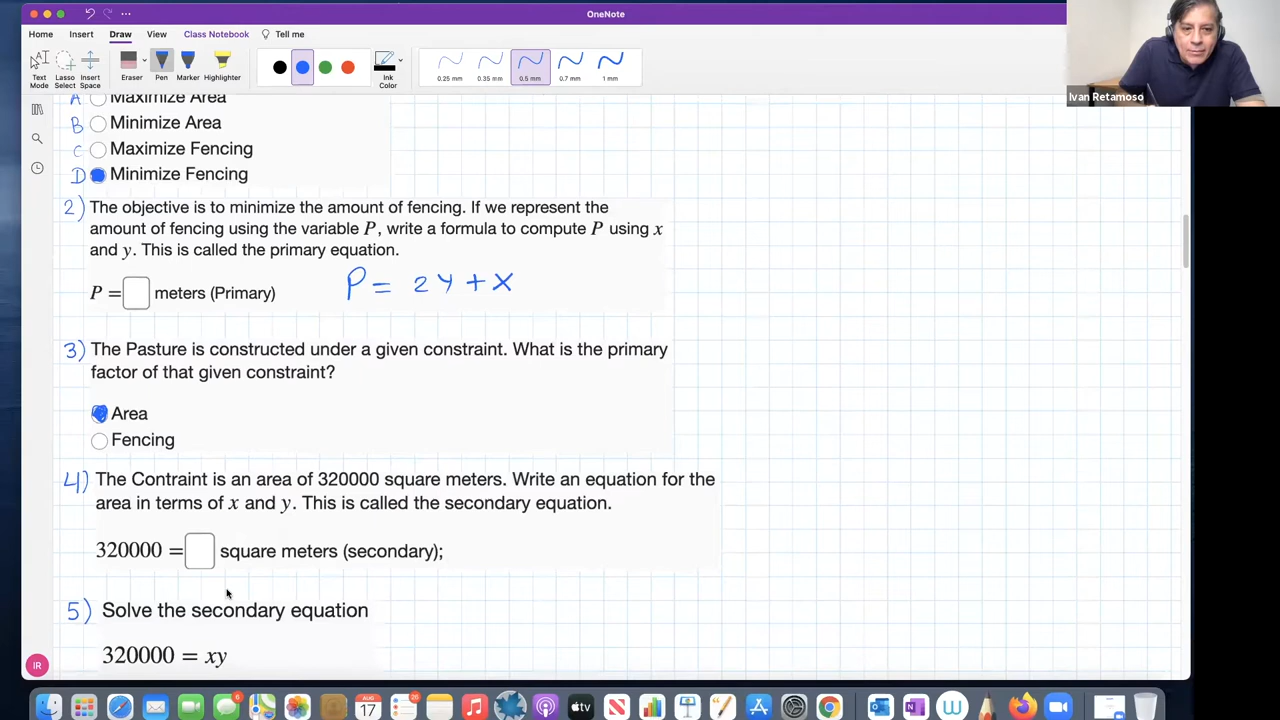 OneNote
Home Insert Draw View Class Notebook Tell me
Text Mode
Lasso Select
Insert Space
Eraser
Pen
Marker
Highlighter
Ink Color
0.25 mm
0.35 mm
0.5 mm
0.7 mm
1 mm
Ivan Retamoso
A Maximize Area
B Minimize Area
C Maximize Fencing
D Minimize Fencing
2) The objective is to minimize the amount of fencing. If we represent the
amount of fencing using the variable P, write a formula to compute P using x
and y. This is called the primary equation.
P = meters (Primary) P = 2y + x
3) The Pasture is constructed under a given constraint. What is the primary
factor of that given constraint?
Area
Fencing
4) The Contraint is an area of 320000 square meters. Write an equation for the
area in terms of x and y. This is called the secondary equation.
320000 = square meters (secondary);
5) Solve the secondary equation
320000 = xy
IR
6
AUG
17
26
tv